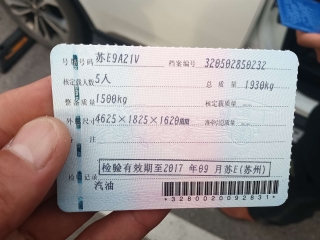 号牌号码 苏E9A21V 档案编号 320502850232
核定载人数 5人 总质量 1930kg
整备质量 1500kg 核定载质量 --
外廓尺寸 4625×1825×1620mm 准牵引总质量 --
备注
检验有效期至2017年09月苏E(苏州)
检验记录
汽油
*3280020092831*